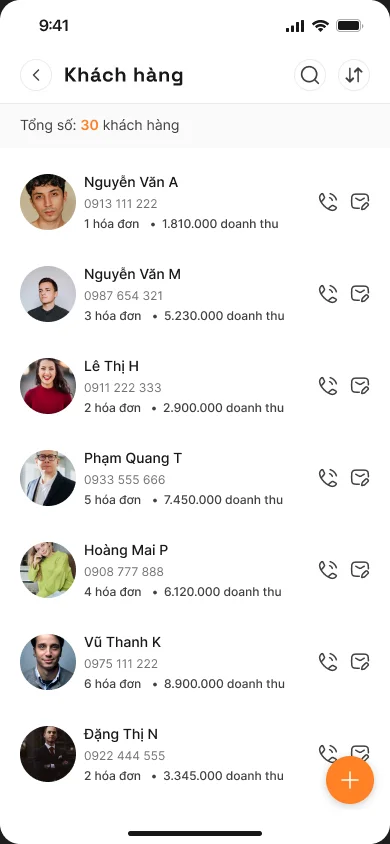 9:41
Khách hàng
Tổng số: 30 khách hàng
Nguyễn Văn A
0913 111 222
1 hóa đơn • 1.810.000 doanh thu
Nguyễn Văn M
0987 654 321
3 hóa đơn • 5.230.000 doanh thu
Lê Thị H
0911 222 333
2 hóa đơn • 2.900.000 doanh thu
Phạm Quang T
0933 555 666
5 hóa đơn • 7.450.000 doanh thu
Hoàng Mai P
0908 777 888
4 hóa đơn • 6.120.000 doanh thu
Vũ Thanh K
0975 111 222
6 hóa đơn • 8.900.000 doanh thu
Đặng Thị N
0922 444 555
2 hóa đơn • 3.345.000 doanh thu